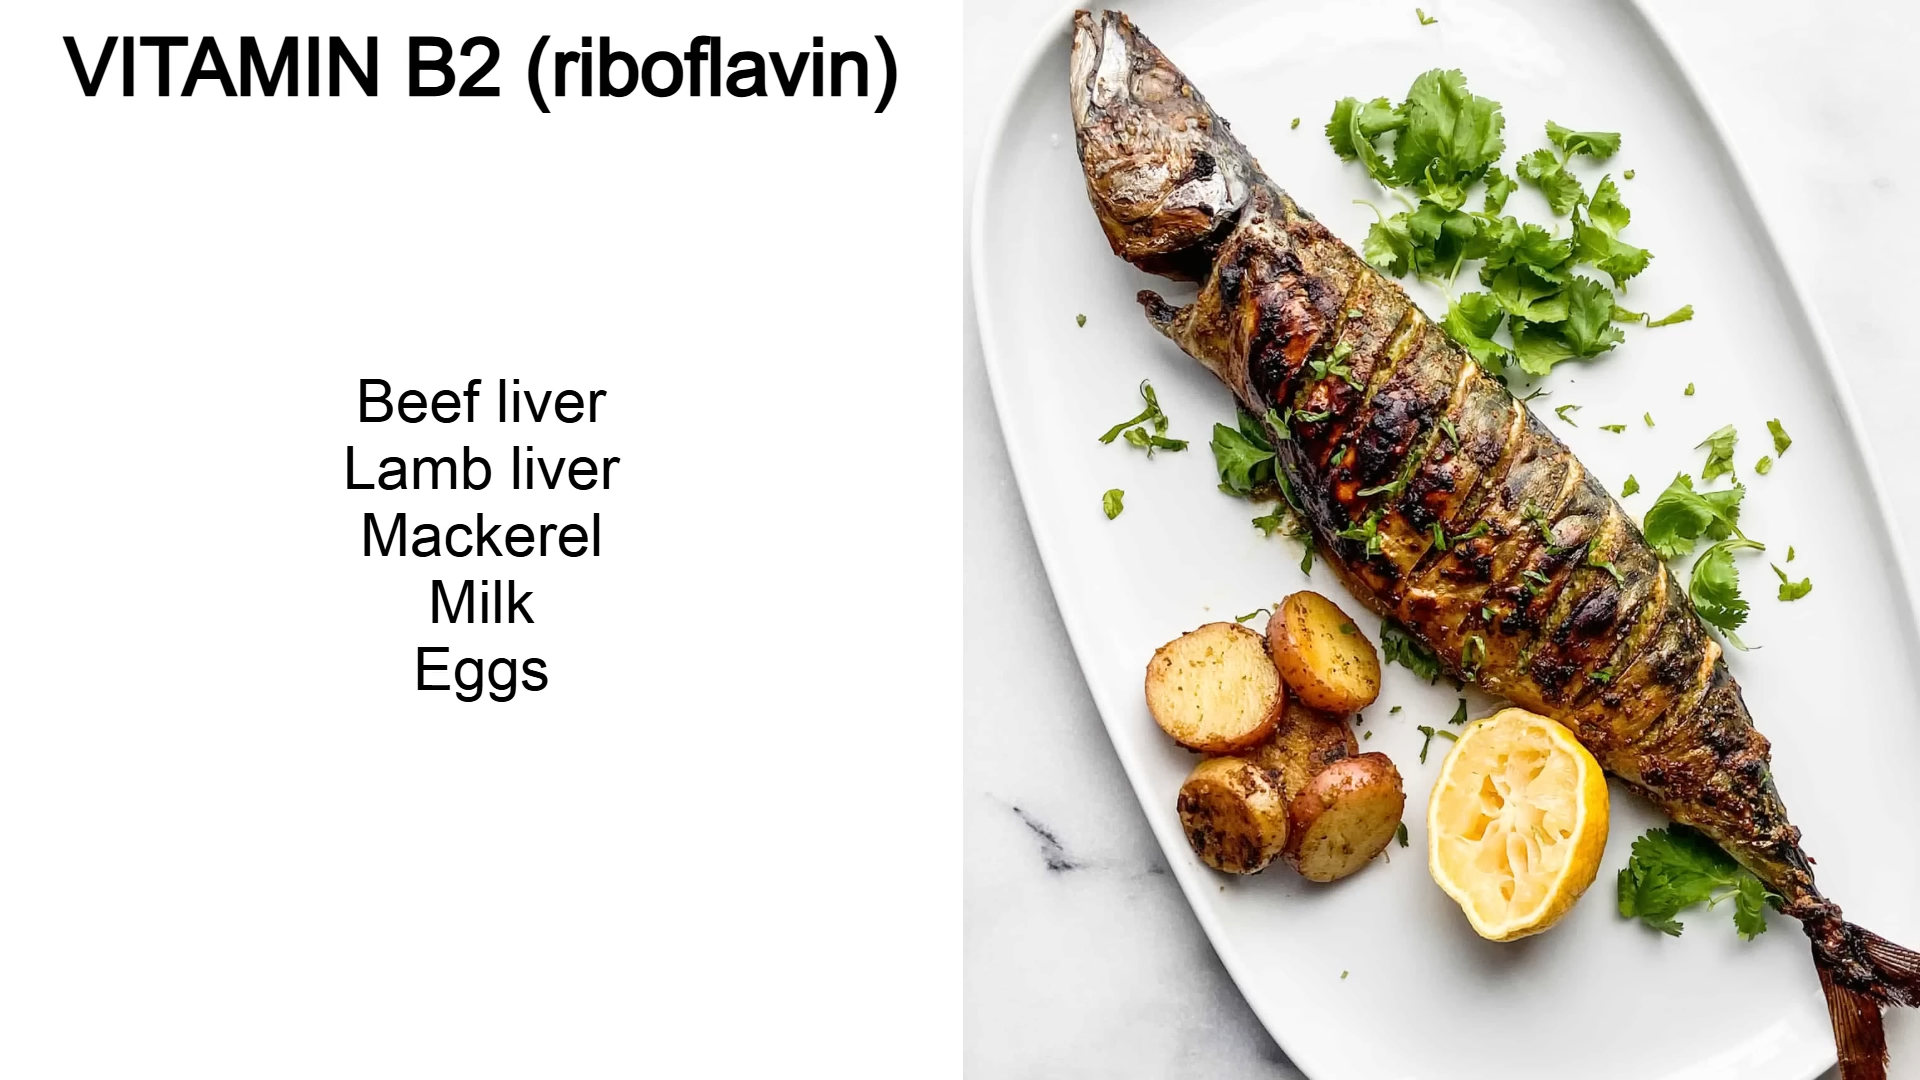 VITAMIN B2 (riboflavin)
Beef liver
Lamb liver
Mackerel
Milk
Eggs